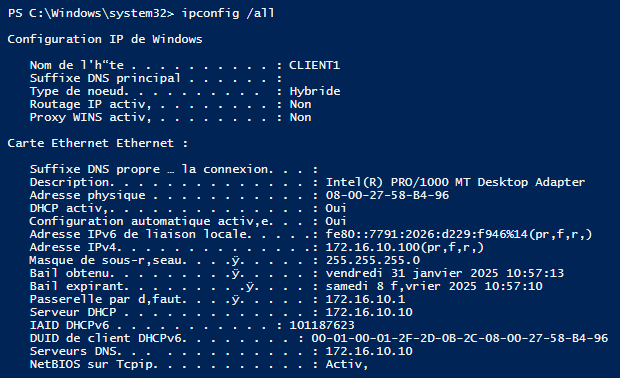 PS C:\Windows\system32> ipconfig /all
Configuration IP de Windows
Nom de l'h“te . . . . . . . . . . : CLIENT1
Suffixe DNS principal . . . . . . :
Type de noeud. . . . . . . . . .  : Hybride
Routage IP activ‚ . . . . . . . . : Non
Proxy WINS activ‚ . . . . . . . . : Non
Carte Ethernet Ethernet :
Suffixe DNS propre … la connexion. . . :
Description. . . . . . . . . . . . . . : Intel(R) PRO/1000 MT Desktop Adapter
Adresse physique . . . . . . . . . . . : 08-00-27-58-B4-96
DHCP activ‚. . . . . . . . . . . . . . : Oui
Configuration automatique activ‚e. . . : Oui
Adresse IPv6 de liaison locale. . . . .: fe80::7791:2026:d229:f946%14(pr‚f‚r‚)
Adresse IPv4. . . . . . . . . . . . . .: 172.16.10.100(pr‚f‚r‚)
Masque de sous-r‚seau. . . .ÿ. . . . . : 255.255.255.0
Bail obtenu. . . . . . . . .ÿ. . . . . : vendredi 31 janvier 2025 10:57:13
Bail expirant. . . . . . . . .ÿ. . . . : samedi 8 f‚vrier 2025 10:57:10
Passerelle par d‚faut. . . .ÿ. . . . . : 172.16.10.1
Serveur DHCP . . . . . . . . . . . . . : 172.16.10.10
IAID DHCPv6 . . . . . . . . . . . : 101187623
DUID de client DHCPv6. . . . . . . . : 00-01-00-01-2F-2D-0B-2C-08-00-27-58-B4-96
Serveurs DNS. . .  . . . . . . . . . . : 172.16.10.10
NetBIOS sur Tcpip. . . . . . . . . . . : Activ‚